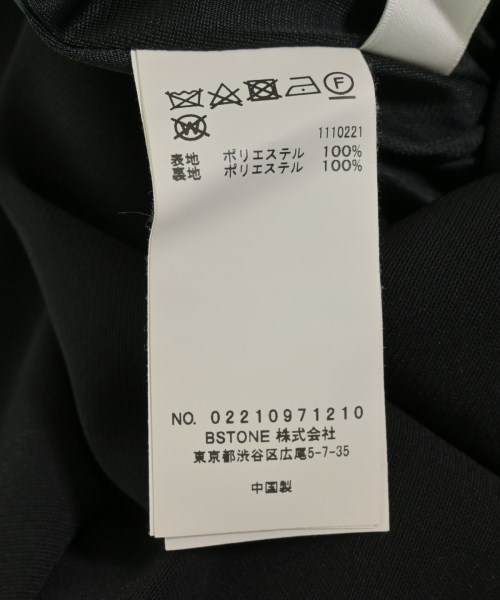 F
W
1110221
表地 ポリエステル 100%
裏地 ポリエステル 100%
NO. 02210971210
BSTONE 株式会社
東京都渋谷区広尾5-7-35
中国製